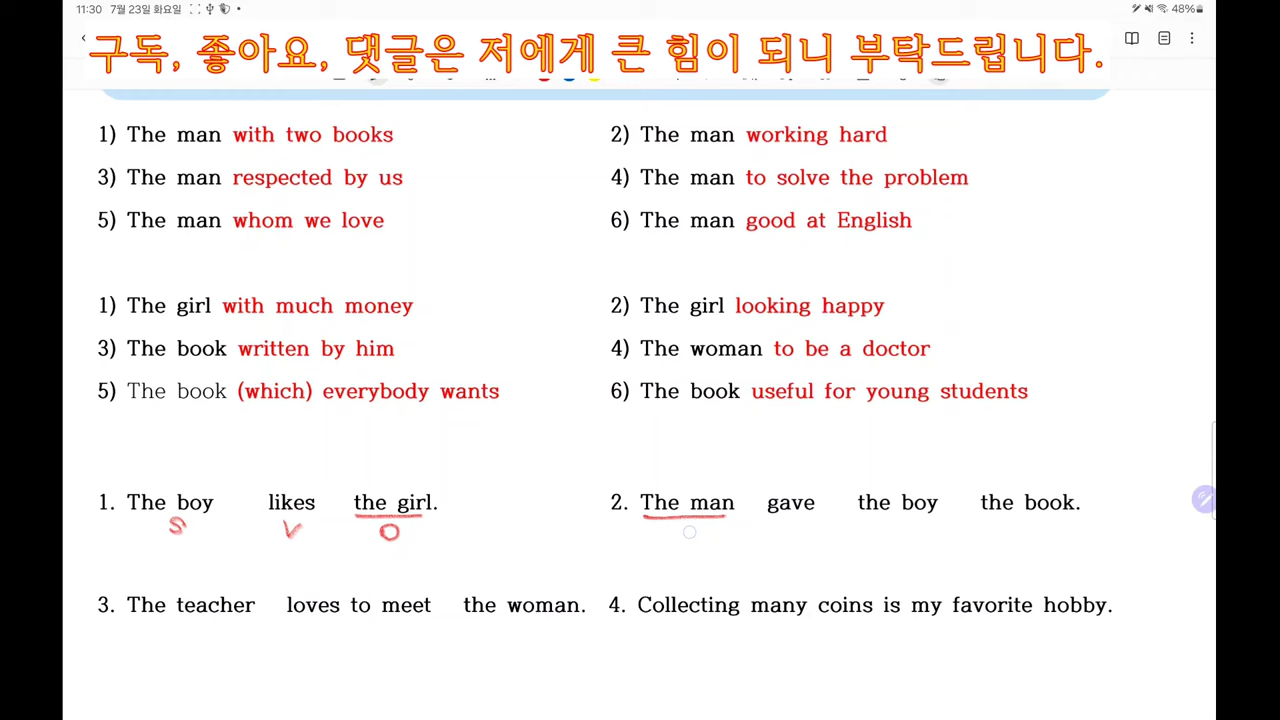 11:30 7월 23일 화요일
48%
구독, 좋아요, 댓글은 저에게 큰 힘이 되니 부탁드립니다.
1) The man with two books
2) The man working hard
3) The man respected by us
4) The man to solve the problem
5) The man whom we love
6) The man good at English
1) The girl with much money
2) The girl looking happy
3) The book written by him
4) The woman to be a doctor
5) The book (which) everybody wants
6) The book useful for young students
1. The boy likes the girl.
S V O
2. The man gave the boy the book.
3. The teacher loves to meet the woman.
4. Collecting many coins is my favorite hobby.